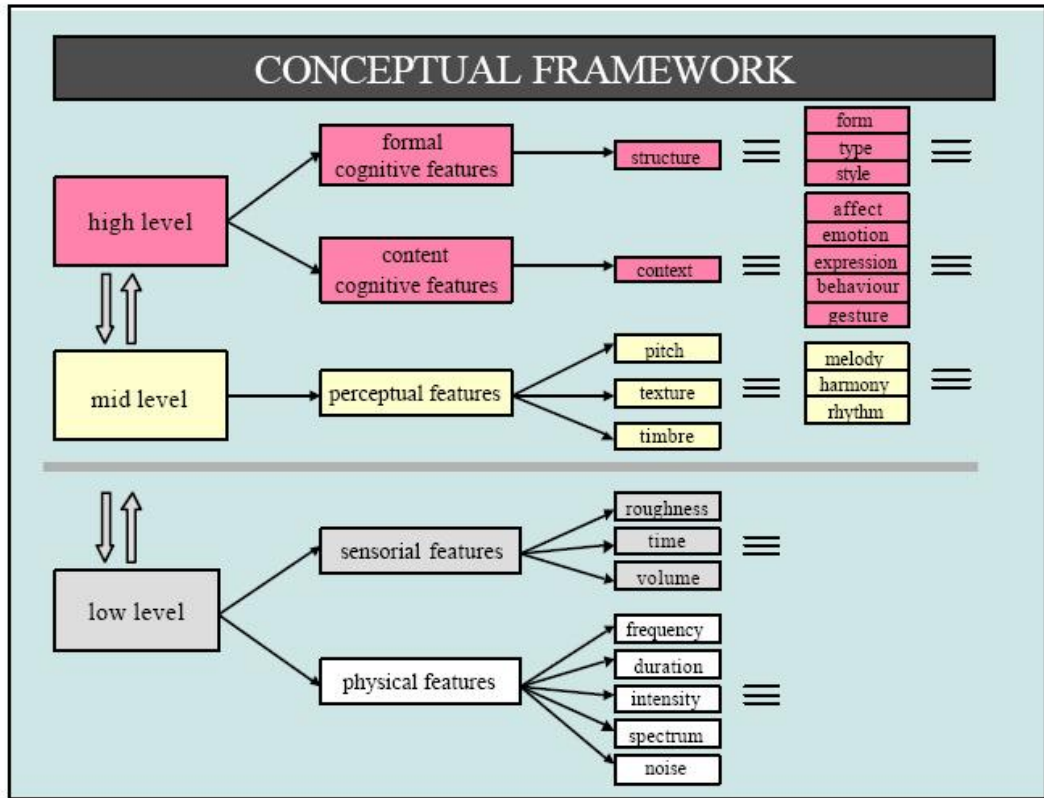 CONCEPTUAL FRAMEWORK
high level
formal
cognitive features
structure
form
type
style
content
cognitive features
context
affect
emotion
expression
behaviour
gesture
mid level
perceptual features
pitch
texture
timbre
melody
harmony
rhythm
low level
sensorial features
roughness
time
volume
physical features
frequency
duration
intensity
spectrum
noise